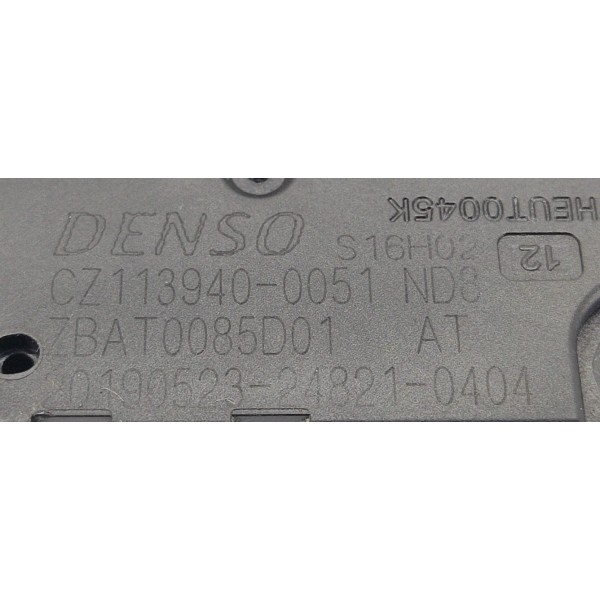 HEUT0045K
DENSO S16H02
12
CZ113940-0051 ND8
ZBAT0085D01 AT
20190523-24821-0404